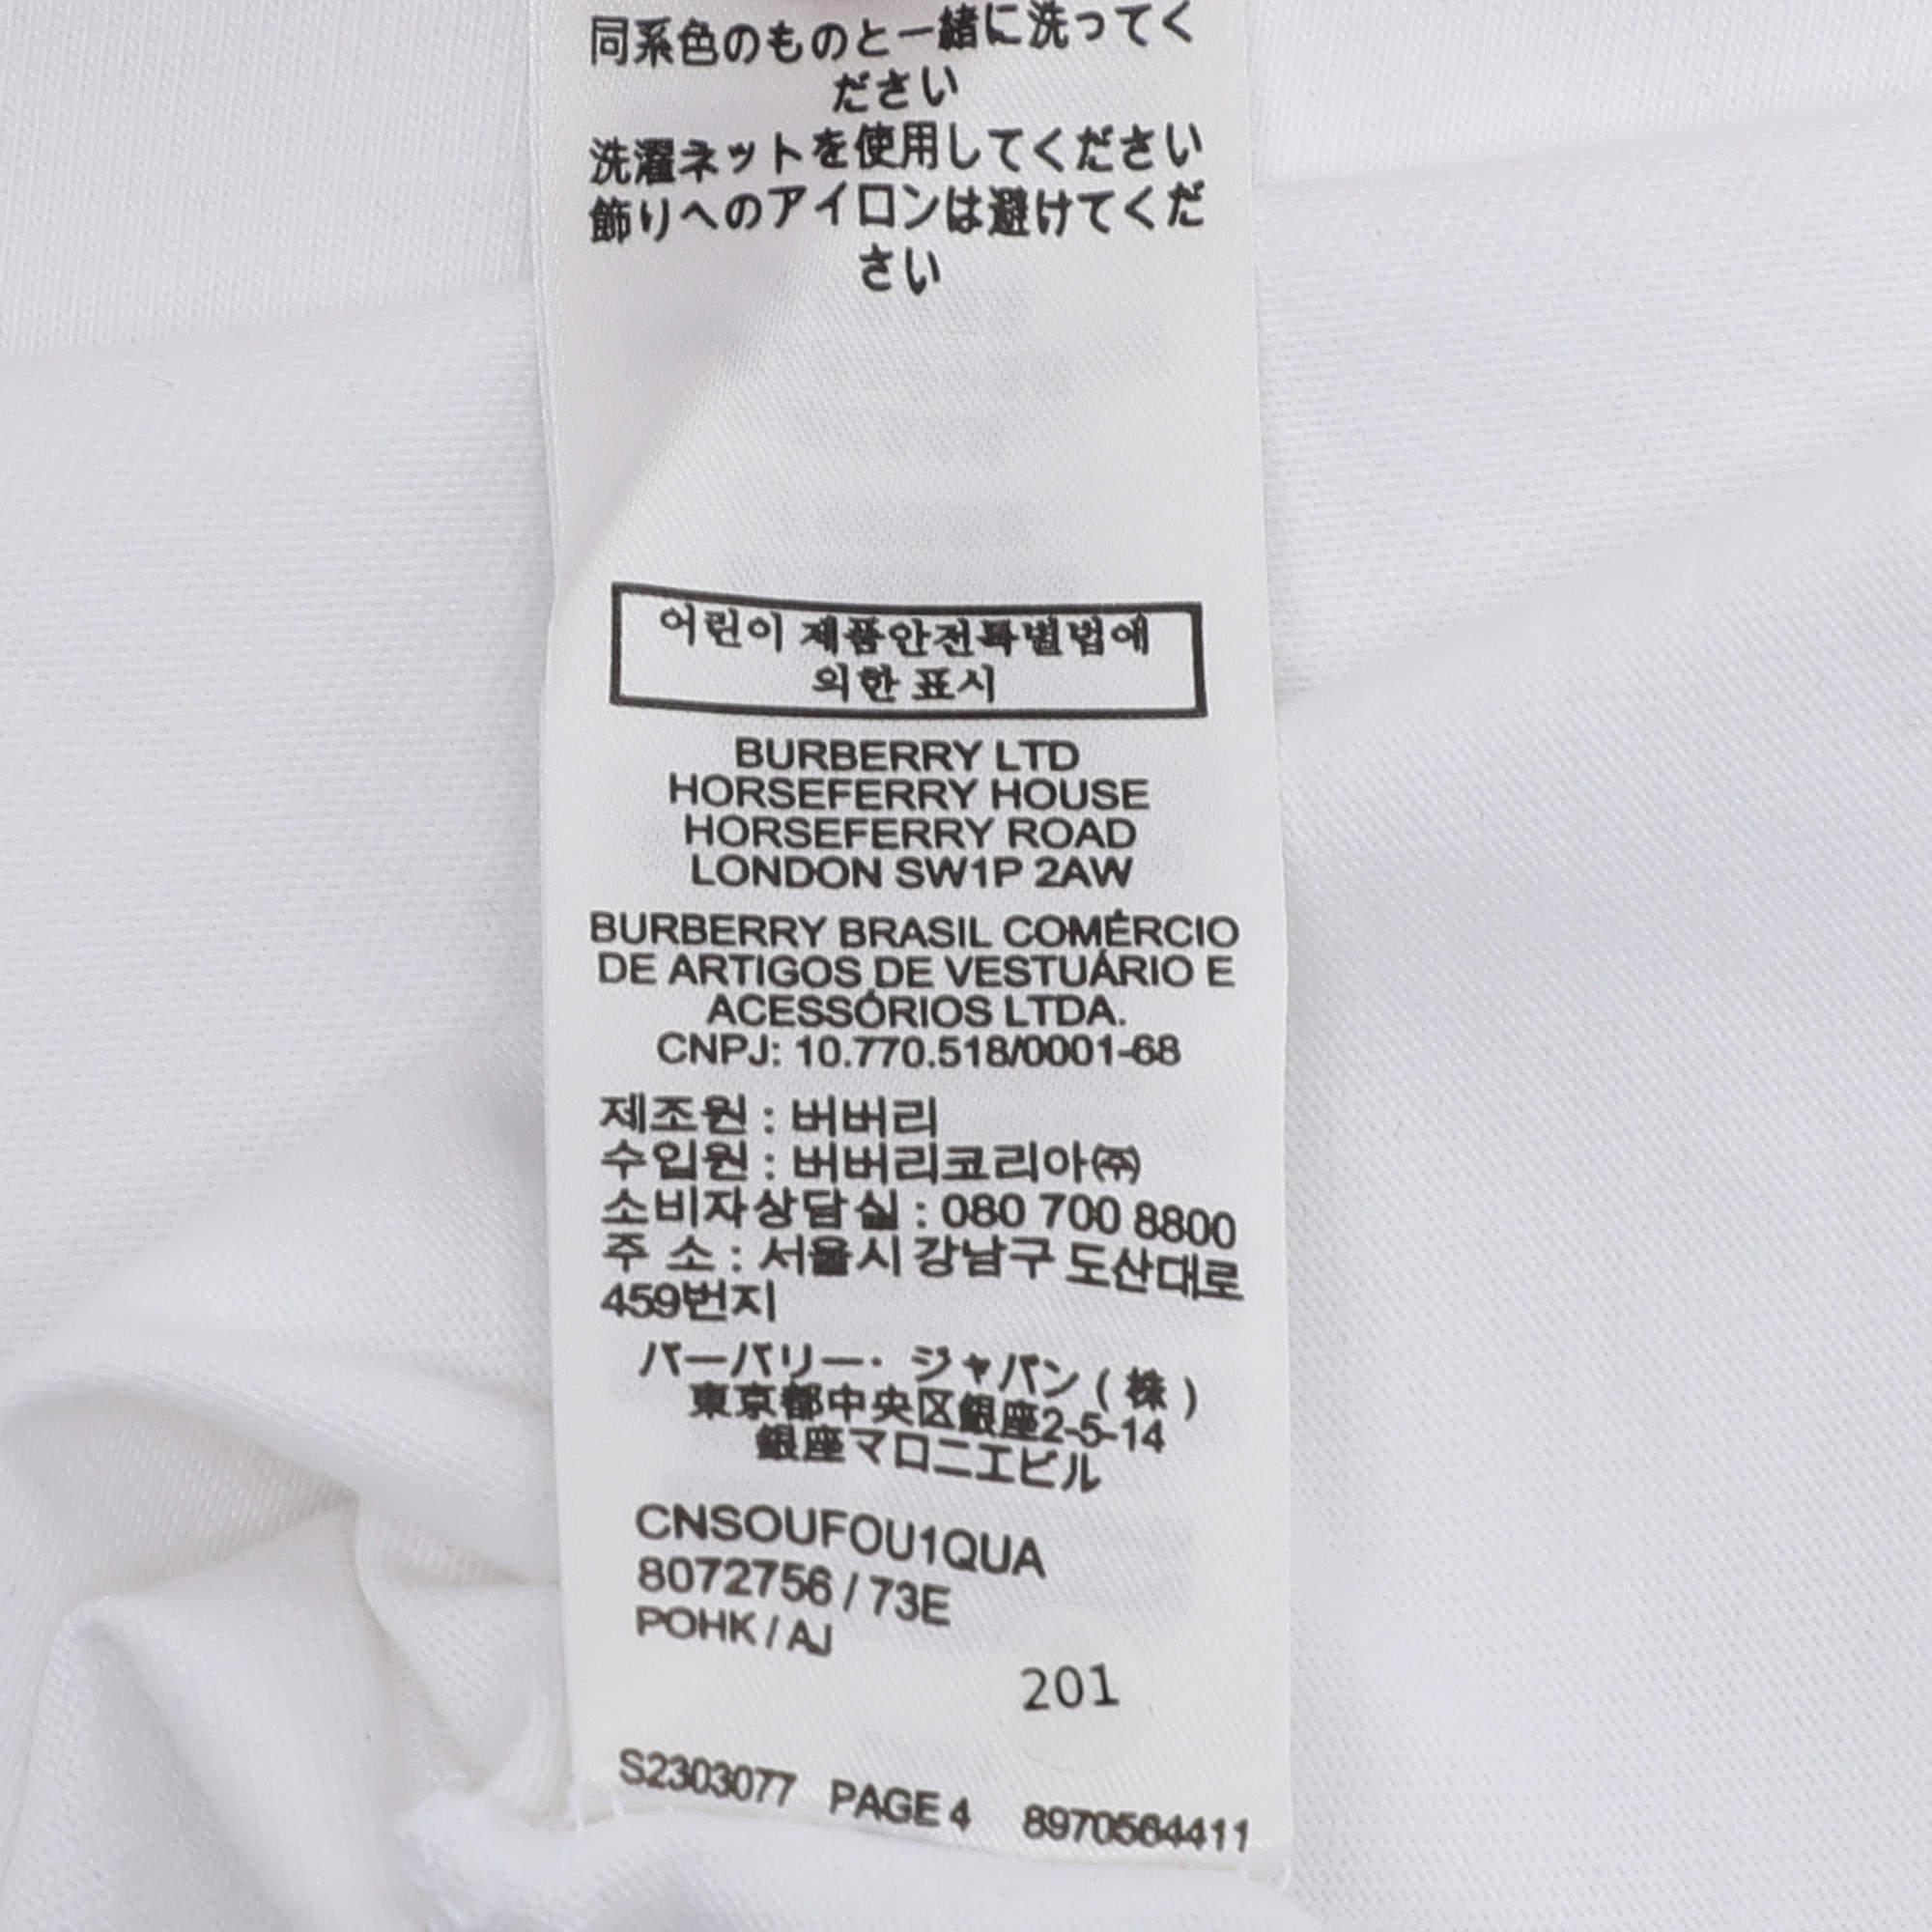 同系色のものと一緒に洗ってく
ださい
洗濯ネットを使用してください
飾りへのアイロンは避けてくだ
さい
어린이 제품안전특별법에
의한 표시
BURBERRY LTD
HORSEFERRY HOUSE
HORSEFERRY ROAD
LONDON SW1P 2AW
BURBERRY BRASIL COMÉRCIO
DE ARTIGOS DE VESTUÁRIO E
ACESSÓRIOS LTDA.
CNPJ: 10.770.518/0001-68
제조원 : 버버리
수입원 : 버버리코리아㈜
소비자상담실 : 080 700 8800
주 소 : 서울시 강남구 도산대로
459번지
バーバリー・ジャパン ( 株 )
東京都中央区銀座2-5-14
銀座マロニエビル
CNSOUFOU1QUA
8072756 / 73E
POHK / AJ
201
S2303077 PAGE 4 8970564411